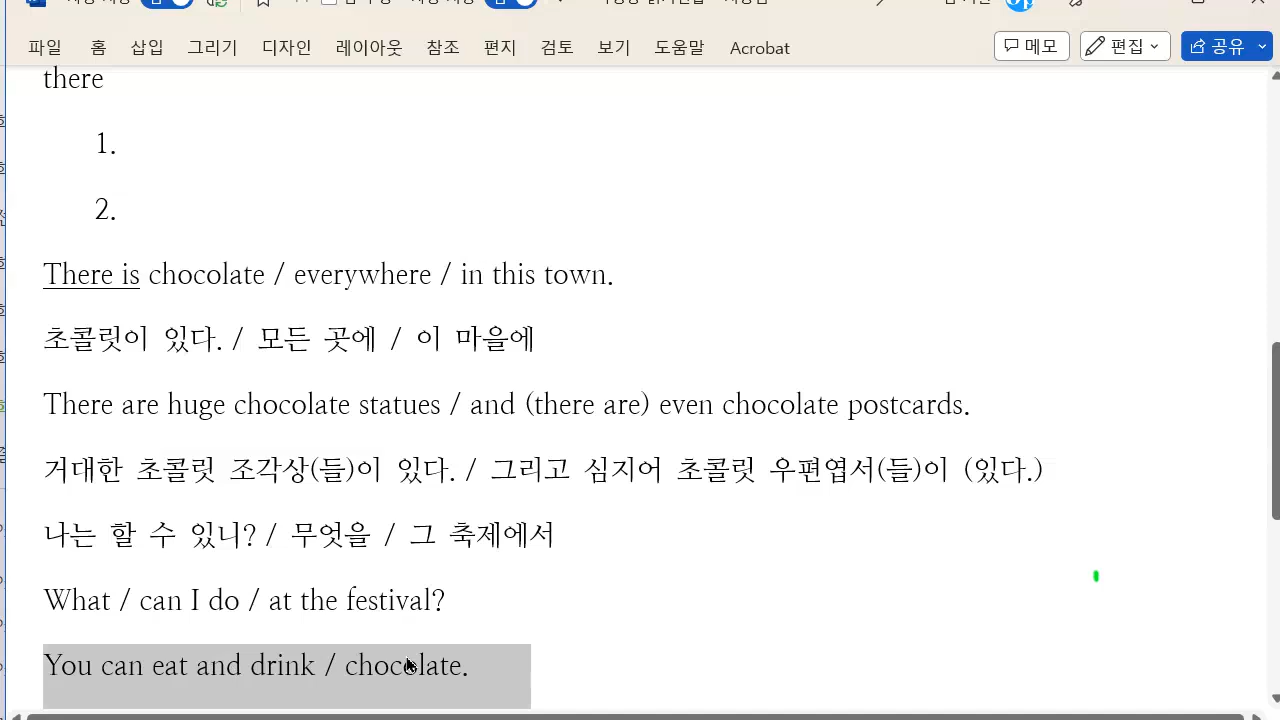 파일 홈 삽입 그리기 디자인 레이아웃 참조 편지 검토 보기 도움말 Acrobat 메모 편집 공유
there
1.
2.
There is chocolate / everywhere / in this town.
초콜릿이 있다. / 모든 곳에 / 이 마을에
There are huge chocolate statues / and (there are) even chocolate postcards.
거대한 초콜릿 조각상(들)이 있다. / 그리고 심지어 초콜릿 우편엽서(들)이 (있다.)
나는 할 수 있니? / 무엇을 / 그 축제에서
What / can I do / at the festival?
You can eat and drink / chocolate.